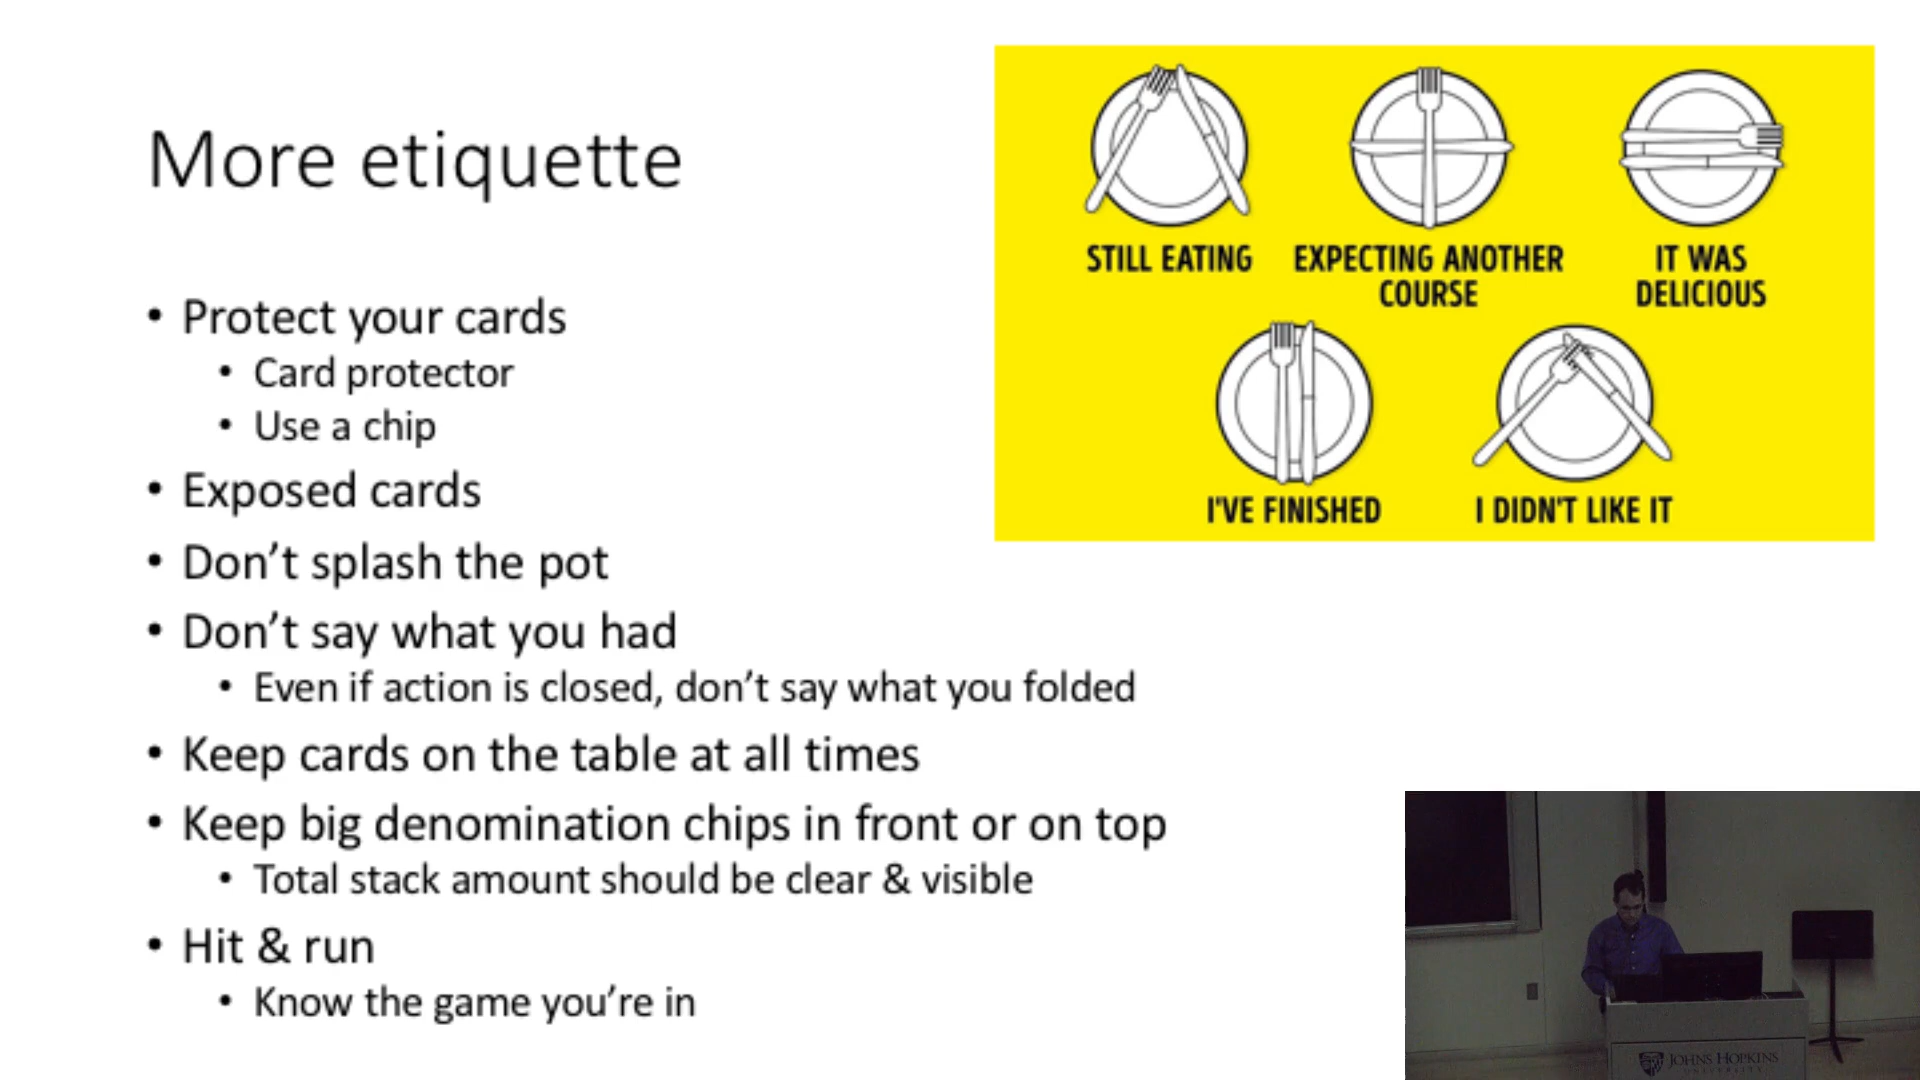 More etiquette
• Protect your cards
• Card protector
• Use a chip
• Exposed cards
• Don't splash the pot
• Don't say what you had
• Even if action is closed, don't say what you folded
• Keep cards on the table at all times
• Keep big denomination chips in front or on top
• Total stack amount should be clear & visible
• Hit & run
• Know the game you're in
STILL EATING
EXPECTING ANOTHER
COURSE
IT WAS
DELICIOUS
I'VE FINISHED
I DIDN'T LIKE IT
JOHNS HOPKINS
UNIVERSITY